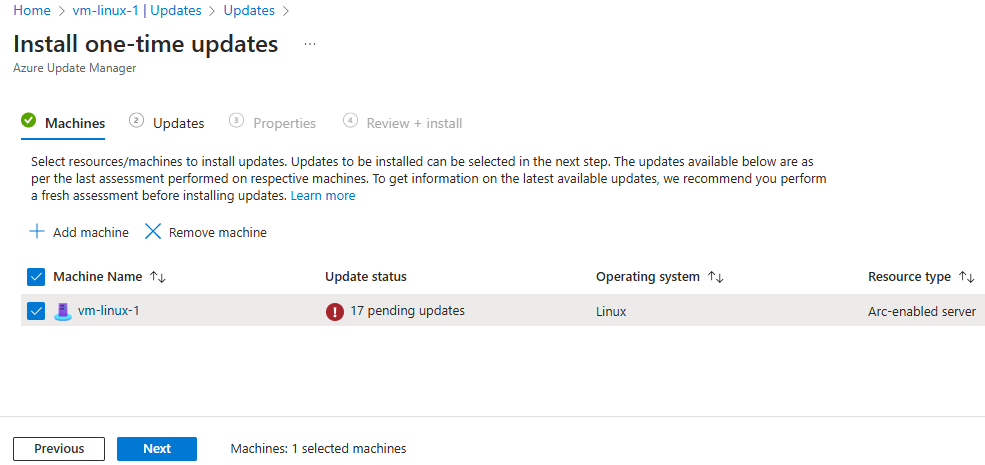 Home > vm-linux-1 | Updates > Updates >
Install one-time updates ...
Azure Update Manager
Machines 2 Updates 3 Properties 4 Review + install
Select resources/machines to install updates. Updates to be installed can be selected in the next step. The updates available below are as
per the last assessment performed on respective machines. To get information on the latest available updates, we recommend you perform
a fresh assessment before installing updates. Learn more
Add machine Remove machine
Machine Name ↑↓ Update status Operating system ↑↓ Resource type ↑↓
vm-linux-1 17 pending updates Linux Arc-enabled server
Previous Next Machines: 1 selected machines